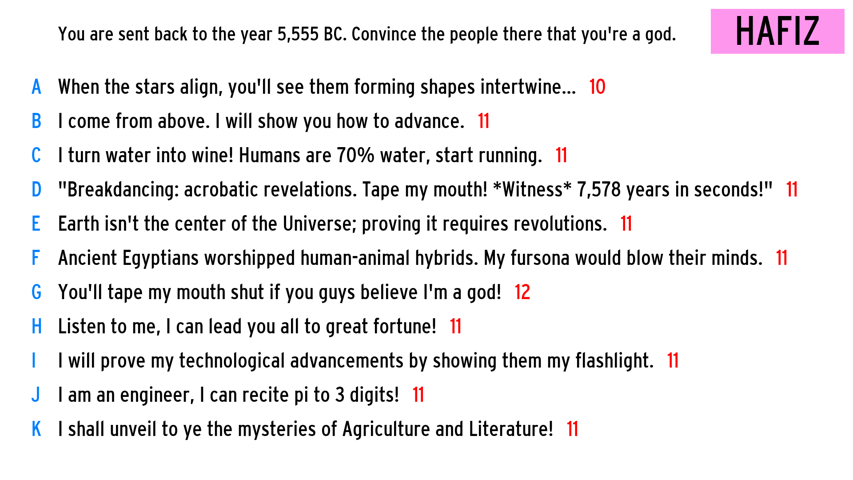 You are sent back to the year 5,555 BC. Convince the people there that you're a god.
HAFIZ
A When the stars align, you'll see them forming shapes intertwine... 10
B I come from above. I will show you how to advance. 11
C I turn water into wine! Humans are 70% water, start running. 11
D "Breakdancing: acrobatic revelations. Tape my mouth! *Witness* 7,578 years in seconds!" 11
E Earth isn't the center of the Universe; proving it requires revolutions. 11
F Ancient Egyptians worshipped human-animal hybrids. My fursona would blow their minds. 11
G You'll tape my mouth shut if you guys believe I'm a god! 12
H Listen to me, I can lead you all to great fortune! 11
I I will prove my technological advancements by showing them my flashlight. 11
J I am an engineer, I can recite pi to 3 digits! 11
K I shall unveil to ye the mysteries of Agriculture and Literature! 11